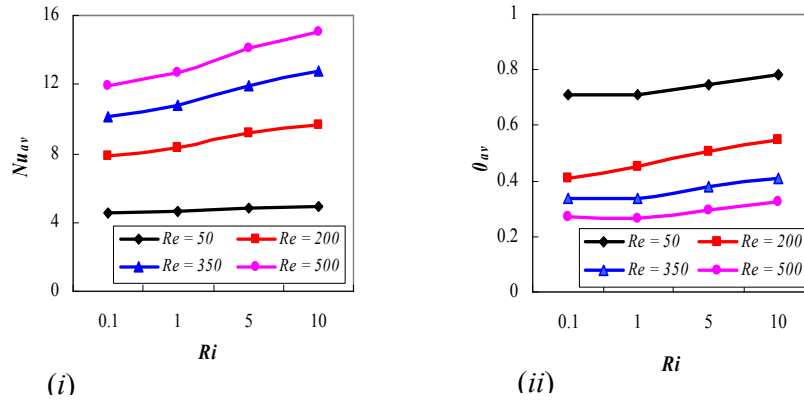 16
12
8
4
0
Nu_av
Re = 50
Re = 200
Re = 350
Re = 500
0.1 1 5 10
Ri
(i)
1
0.8
0.6
0.4
0.2
0
θ_av
Re = 50
Re = 200
Re = 350
Re = 500
0.1 1 5 10
Ri
(ii)